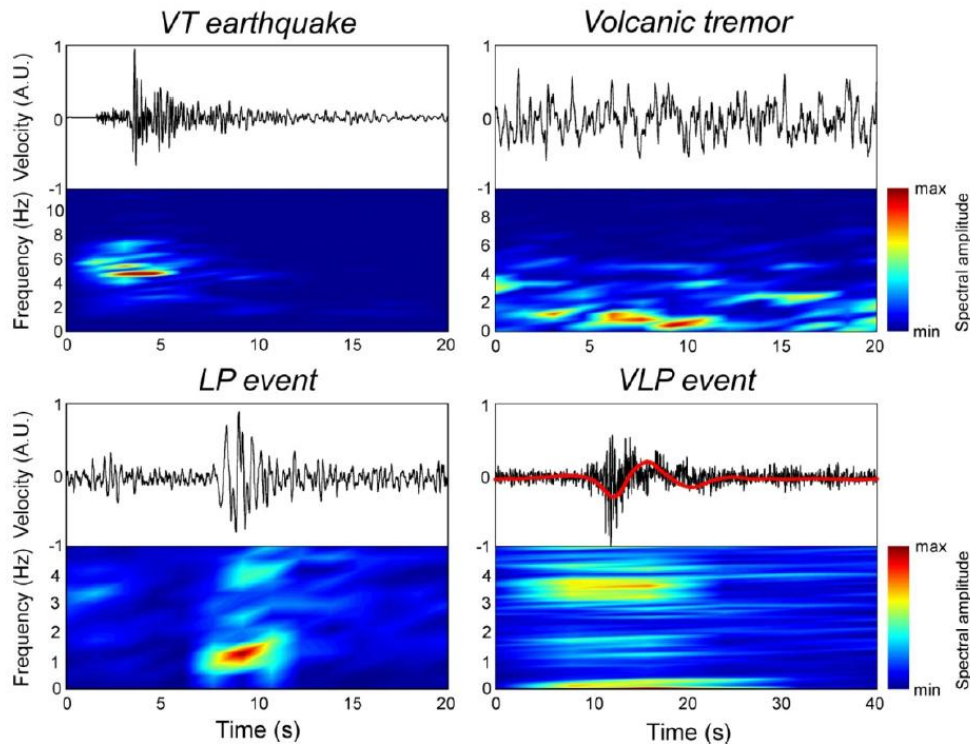 VT earthquake
Volcanic tremor
Velocity (A.U.)
1
0
-1
1
0
-1
Frequency (Hz)
10
8
6
4
2
0
10
8
6
4
2
0
0 5 10 15 20
0 5 10 15 20
max
min
Spectral amplitude
LP event
VLP event
Velocity (A.U.)
1
0
-1
1
0
-1
Frequency (Hz)
4
3
2
1
0
4
3
2
1
0
0 5 10 15 20
0 10 20 30 40
max
min
Spectral amplitude
Time (s)
Time (s)